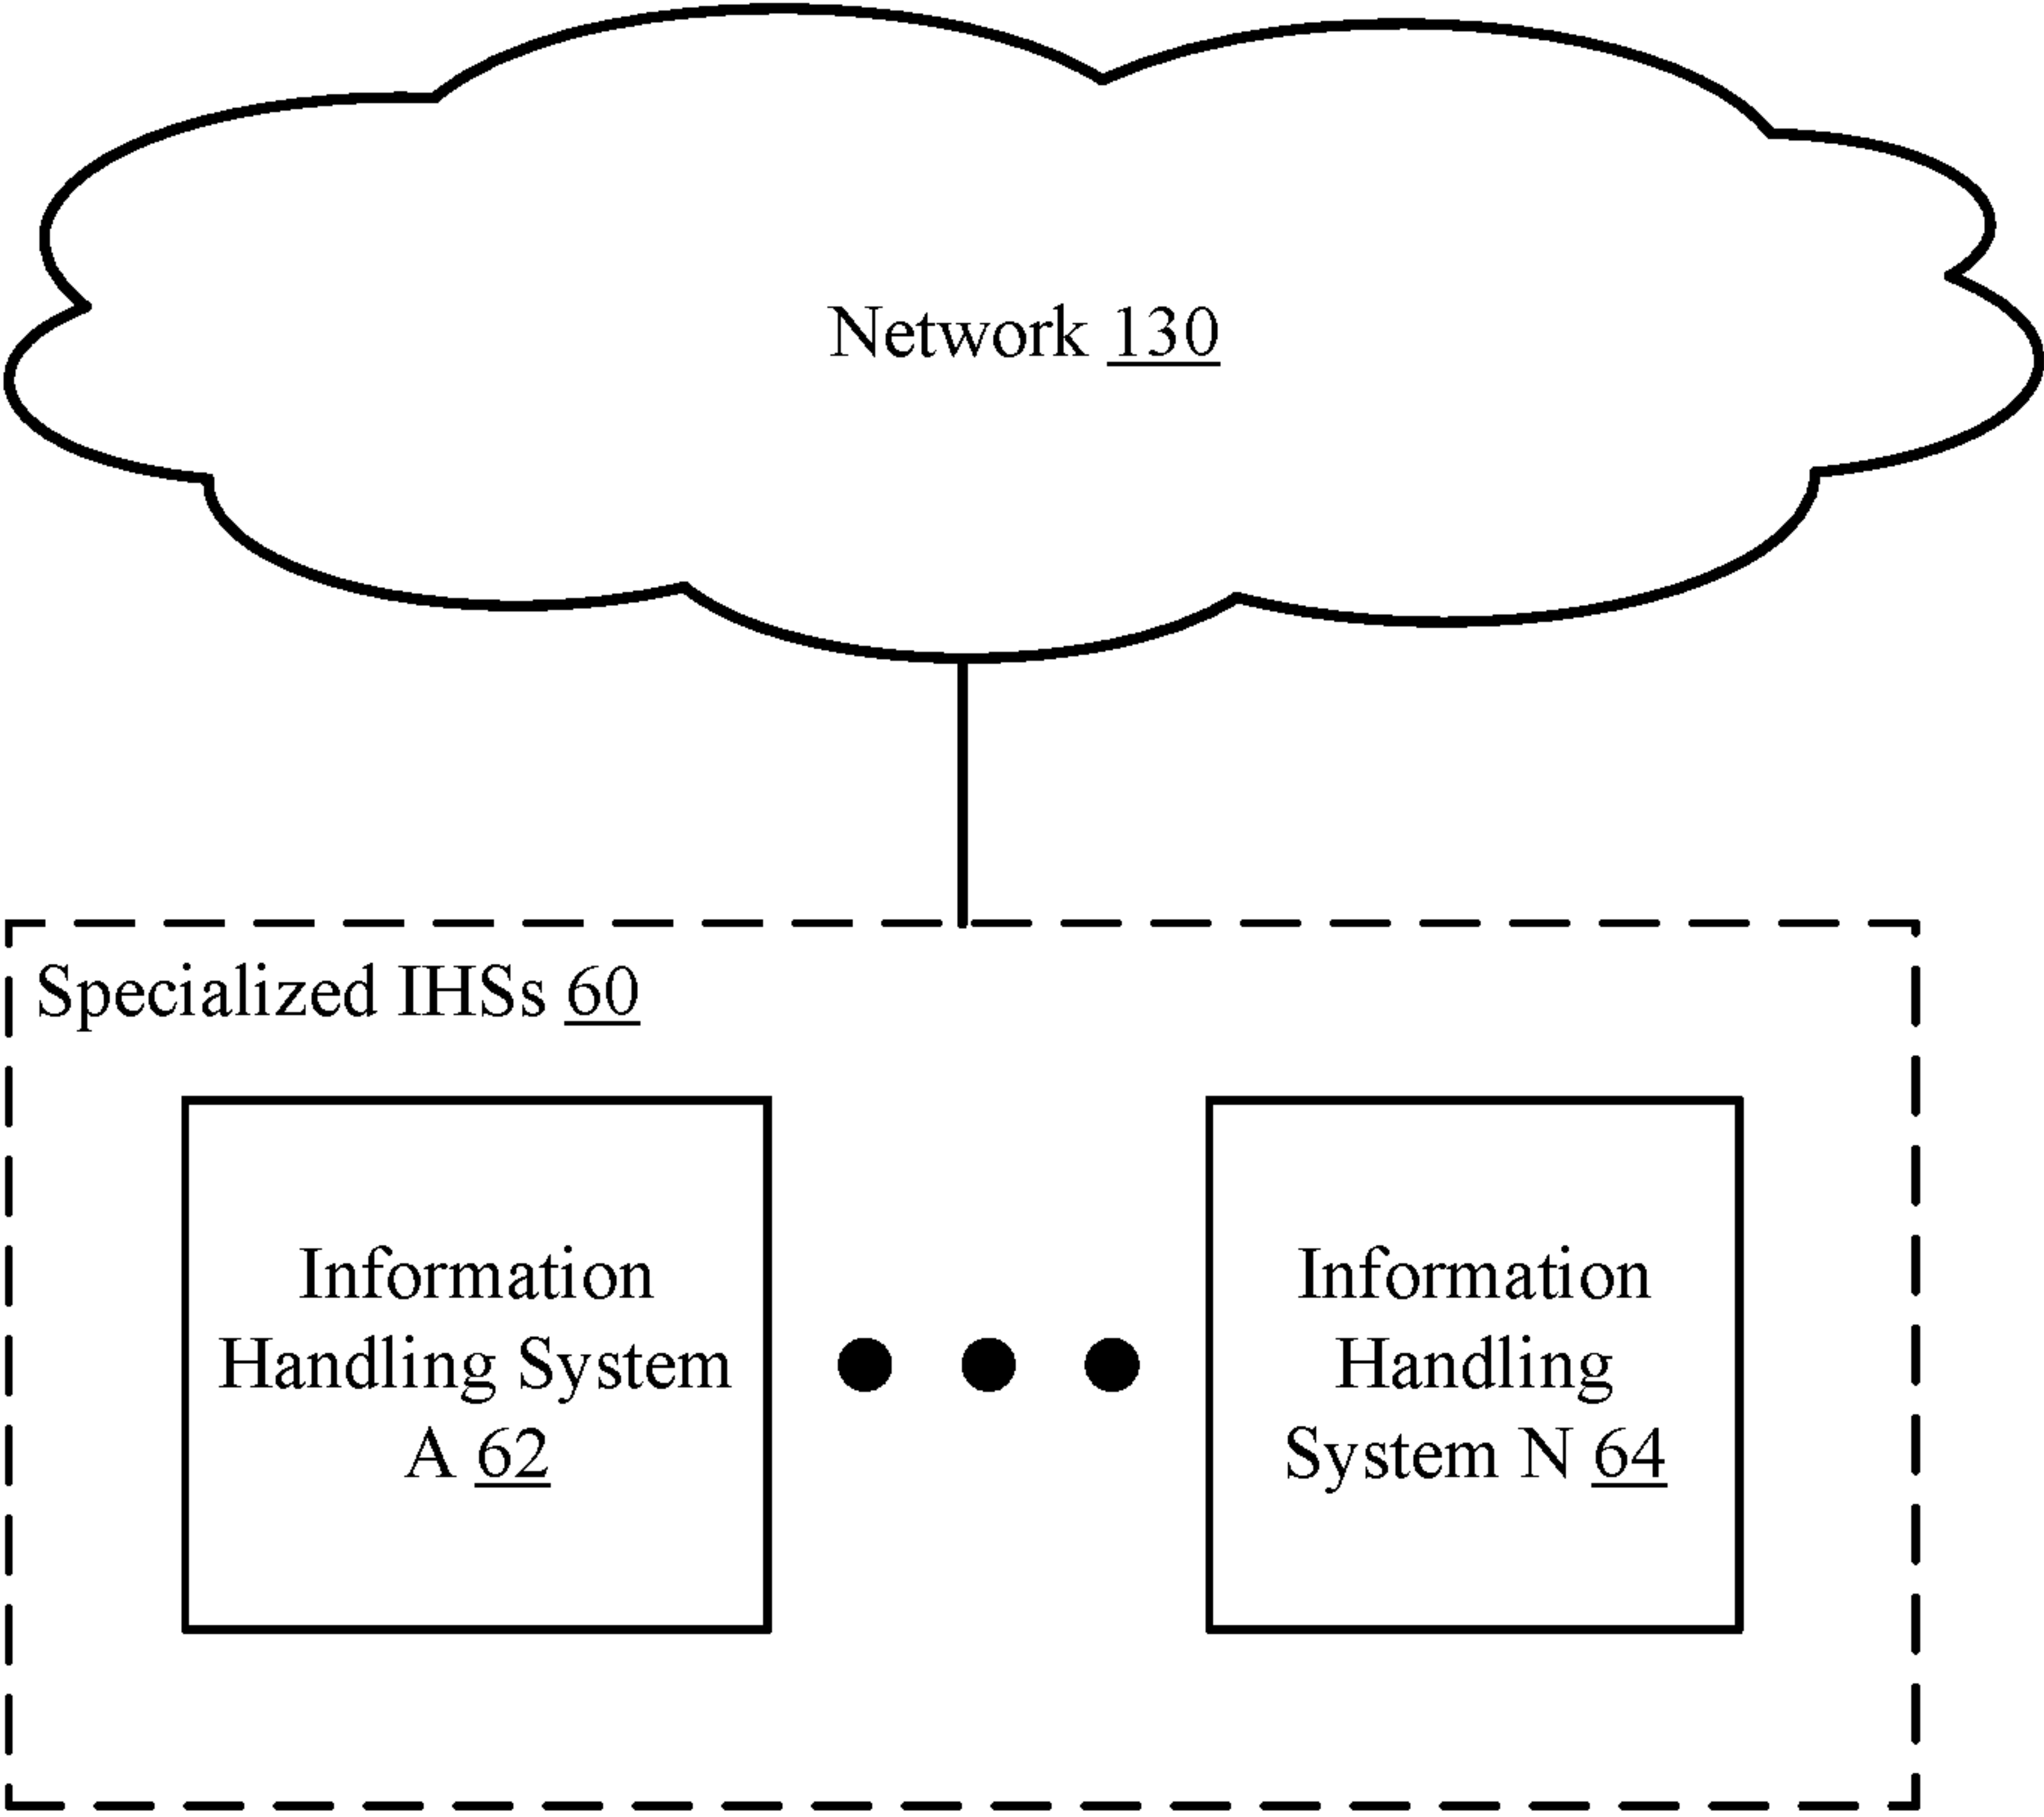 Network 130
Specialized IHSs 60
Information
Handling System
A 62
Information
Handling
System N 64